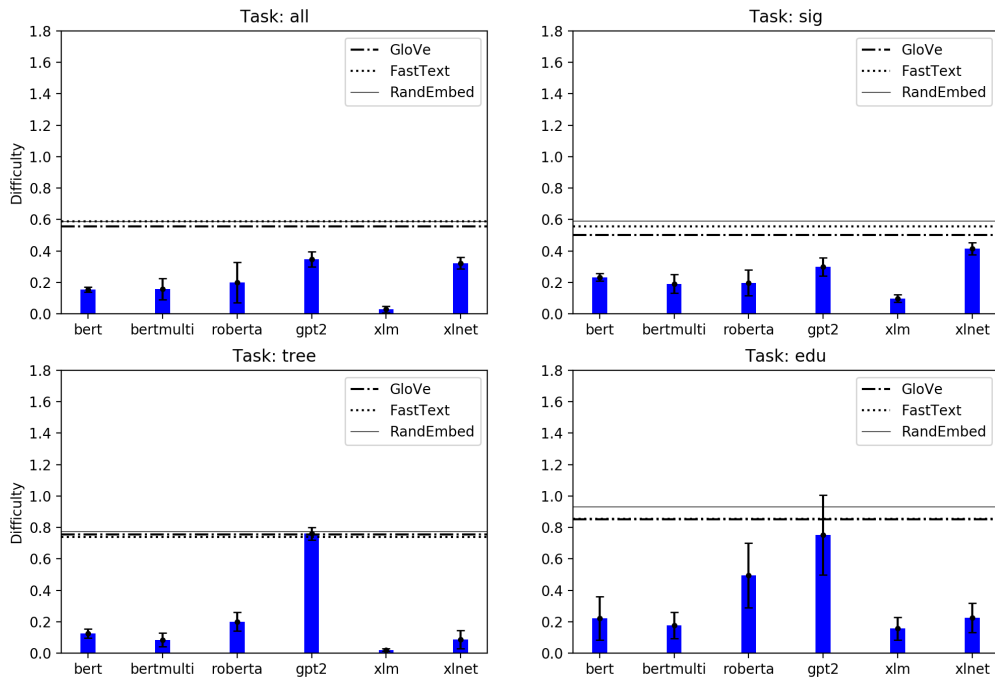 Task: all
Difficulty
1.8
1.6
1.4
1.2
1.0
0.8
0.6
0.4
0.2
0.0
GloVe
FastText
RandEmbed
bert bertmulti roberta gpt2 xlm xlnet
Task: sig
1.8
1.6
1.4
1.2
1.0
0.8
0.6
0.4
0.2
0.0
GloVe
FastText
RandEmbed
bert bertmulti roberta gpt2 xlm xlnet
Task: tree
Difficulty
1.8
1.6
1.4
1.2
1.0
0.8
0.6
0.4
0.2
0.0
GloVe
FastText
RandEmbed
bert bertmulti roberta gpt2 xlm xlnet
Task: edu
1.8
1.6
1.4
1.2
1.0
0.8
0.6
0.4
0.2
0.0
GloVe
FastText
RandEmbed
bert bertmulti roberta gpt2 xlm xlnet